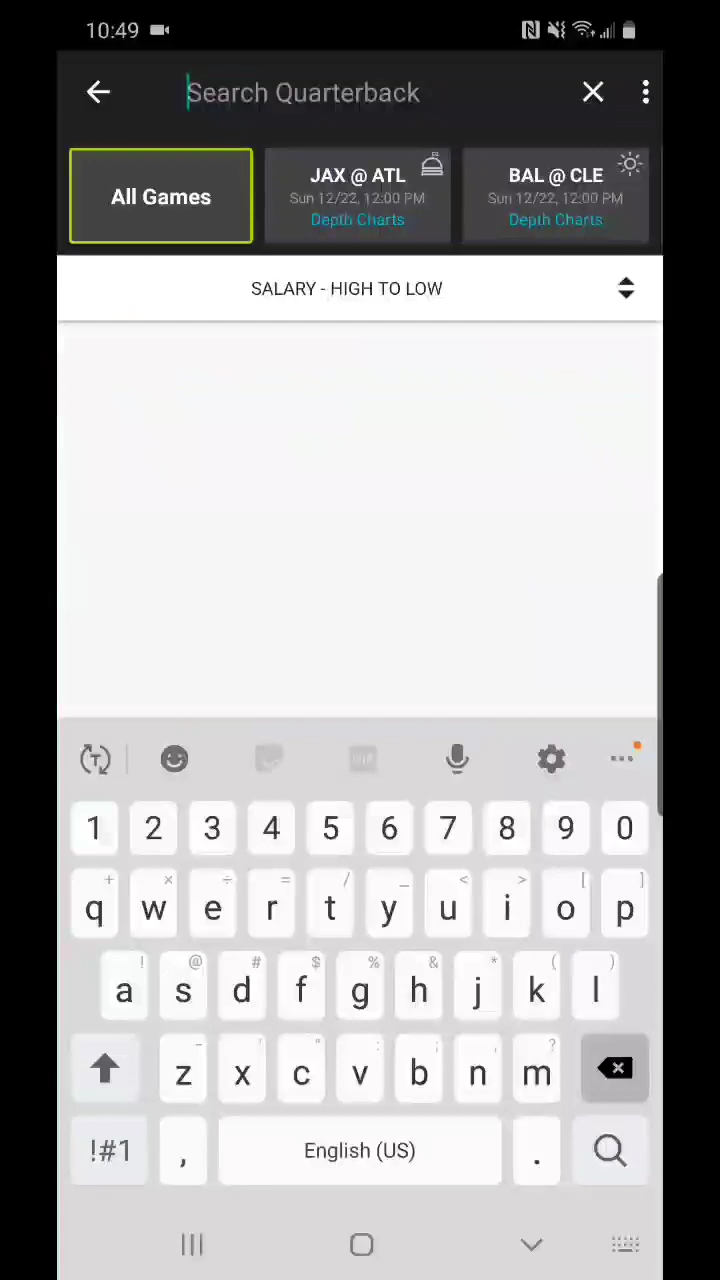 10:49
Search Quarterback
All Games
JAX @ ATL
Sun 12/22, 12:00 PM
Depth Charts
BAL @ CLE
Sun 12/22, 12:00 PM
Depth Charts
SALARY - HIGH TO LOW
T
GIF
1 2 3 4 5 6 7 8 9 0
+ × ÷ = / _ < > [ ]
q w e r t y u i o p
! @ # $ % & * ( )
a s d f g h j k l
- ' " : ; , ?
z x c v b n m
!#1 , English (US) .